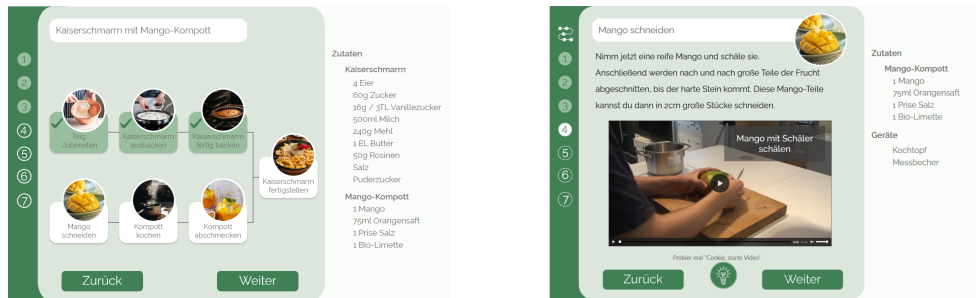 Kaiserschmarrn mit Mango-Kompott
1
2
3
4
5
6
7
Teig
zubereiten
Kaiserschmarrn
ausbacken
Kaiserschmarrn
fertig backen
Kaiserschmarrn
fertigstellen
Mango
schneiden
Kompott
kochen
Kompott
abschmecken
Zurück
Weiter
Zutaten
Kaiserschmarrn
4 Eier
60g Zucker
16g / 3TL Vanillezucker
500ml Milch
240g Mehl
1 EL Butter
50g Rosinen
Salz
Puderzucker
Mango-Kompott
1 Mango
75ml Orangensaft
1 Prise Salz
1 Bio-Limette
Mango schneiden
1
2
3
4
5
6
7
Nimm jetzt eine reife Mango und schäle sie.
Anschließend werden nach und nach große Teile der Frucht
abgeschnitten, bis der harte Stein kommt. Diese Mango-Teile
kannst du dann in 2cm große Stücke schneiden.
Mango mit Schäler
schälen
Probier mal "Cookie, starte Video"
Zurück
Weiter
Zutaten
Mango-Kompott
1 Mango
75ml Orangensaft
1 Prise Salz
1 Bio-Limette
Geräte
Kochtopf
Messbecher